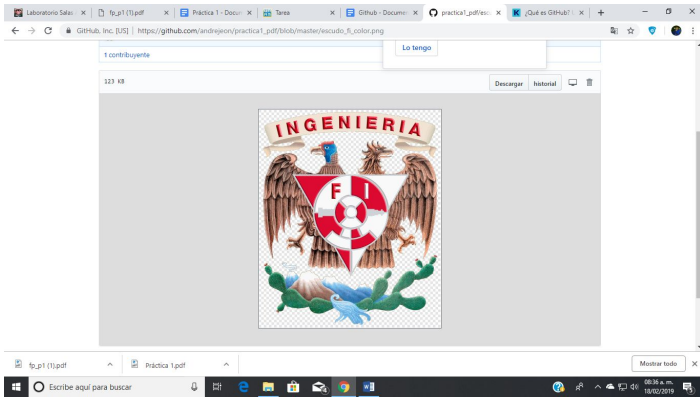 Laboratorio Salas
fp_p1 (1).pdf
Práctica 1 - Docum
Tarea
Github - Docume
practica1_pdf/esc
¿Qué es GitHub?
GitHub, Inc. [US] | https://github.com/andrejeon/practica1_pdf/blob/master/escudo_fi_color.png
Lo tengo
1 contribuyente
123 KB
Descargar
historial
INGENIERIA
F I
fp_p1 (1).pdf
Práctica 1.pdf
Mostrar todo
Escribe aquí para buscar
08:36 a. m.
18/02/2019